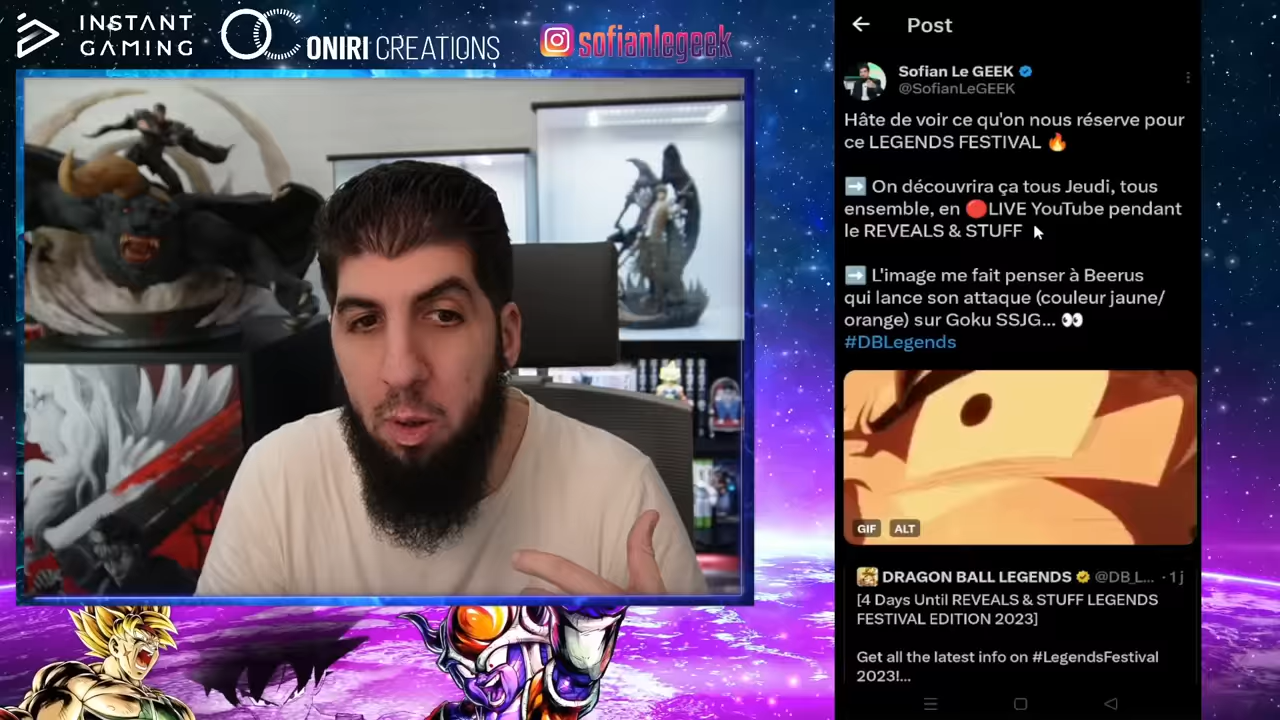 INSTANT
GAMING
ONIRI CREATIONS
sofianlegeek
Post
Sofian Le GEEK
@SofianLeGEEK
Hâte de voir ce qu'on nous réserve pour
ce LEGENDS FESTIVAL 🔥
➡️ On découvrira ça tous Jeudi, tous
ensemble, en 🔴LIVE YouTube pendant
le REVEALS & STUFF
➡️ L'image me fait penser à Beerus
qui lance son attaque (couleur jaune/
orange) sur Goku SSJG... 👀
#DBLegends
GIF ALT
DRAGON BALL LEGENDS @DB_L... · 1 j
[4 Days Until REVEALS & STUFF LEGENDS
FESTIVAL EDITION 2023]
Get all the latest info on #LegendsFestival
2023!...